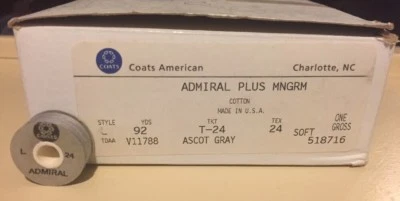 COATS
Coats American
Charlotte, NC
ADMIRAL PLUS MNGRM
COTTON
MADE IN U.S.A.
STYLE YDS TKT TEX ONE
L 92 T-24 24 SOFT GROSS
TDAA V11788 ASCOT GRAY 518716
L 24
ADMIRAL